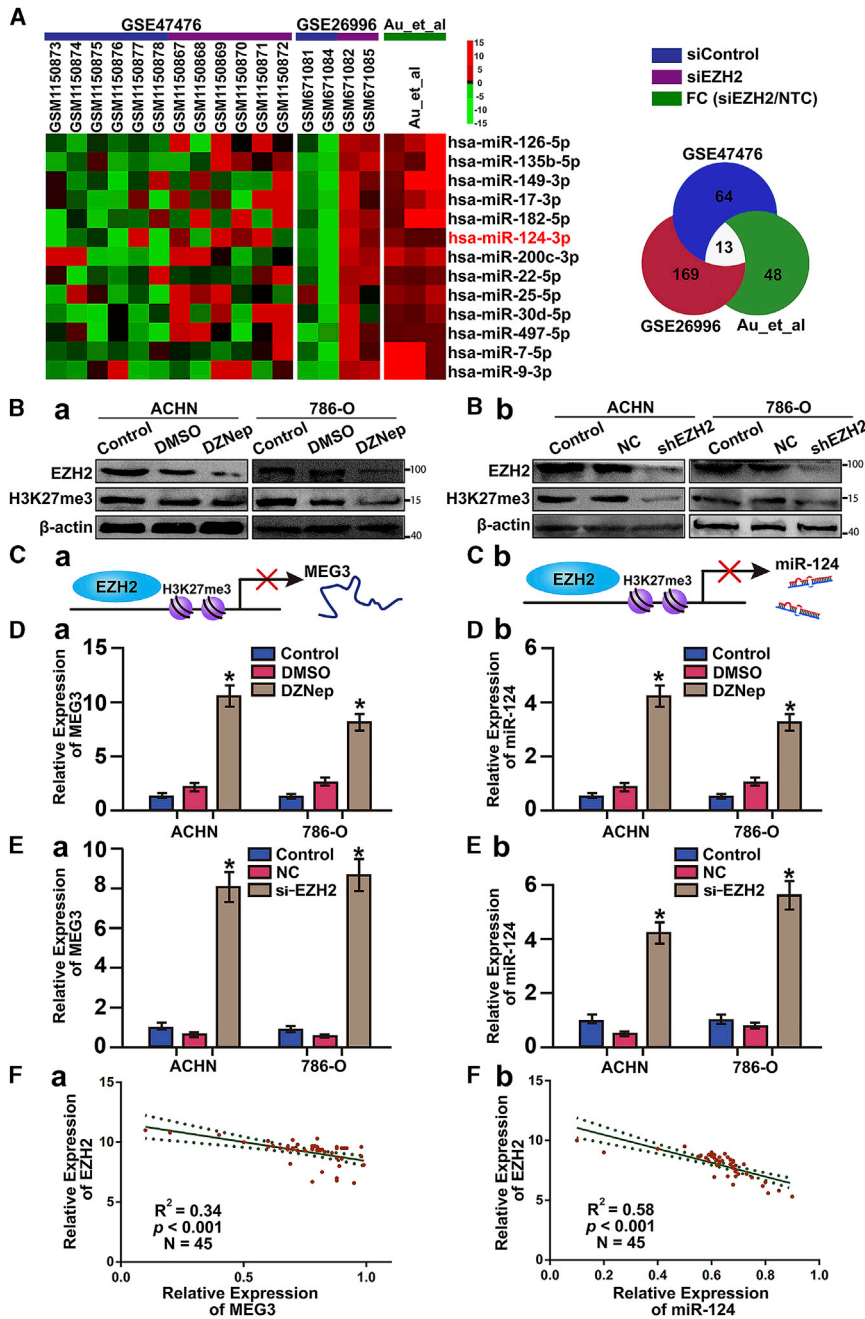 A
GSE47476 GSE26996 Au_et_al
GSM1150873
GSM1150874
GSM1150875
GSM1150876
GSM1150877
GSM1150878
GSM1150867
GSM1150868
GSM1150869
GSM1150870
GSM1150871
GSM1150872
GSM671081
GSM671084
GSM671082
GSM671085
Au_et_al
15
10
5
0
-5
-10
-15
siControl
siEZH2
FC (siEZH2/NTC)
hsa-miR-126-5p
hsa-miR-135b-5p
hsa-miR-149-3p
hsa-miR-17-3p
hsa-miR-182-5p
hsa-miR-124-3p
hsa-miR-200c-3p
hsa-miR-22-5p
hsa-miR-25-5p
hsa-miR-30d-5p
hsa-miR-497-5p
hsa-miR-7-5p
hsa-miR-9-3p
GSE47476
64
13
169 48
GSE26996 Au_et_al
B a
ACHN 786-O
Control DMSO DZNep Control DMSO DZNep
EZH2 100
H3K27me3 15
β-actin 40
B b
ACHN 786-O
Control NC shEZH2 Control NC shEZH2
EZH2 100
H3K27me3 15
β-actin 40
C a
EZH2 H3K27me3 MEG3
C b
EZH2 H3K27me3 miR-124
D a
Relative Expression
of MEG3
15
10
5
0
Control
DMSO
DZNep
* *
ACHN 786-O
D b
Relative Expression
of miR-124
6
4
2
0
Control
DMSO
DZNep
* *
ACHN 786-O
E a
Relative Expression
of MEG3
10
8
6
4
2
0
Control
NC
si-EZH2
* *
ACHN 786-O
E b
Relative Expression
of miR-124
8
6
4
2
0
Control
NC
si-EZH2
* *
ACHN 786-O
F a
Relative Expression
of EZH2
15
10
5
0
R² = 0.34
p < 0.001
N = 45
0.0 0.5 1.0
Relative Expression
of MEG3
F b
Relative Expression
of EZH2
15
10
5
0
R² = 0.58
p < 0.001
N = 45
0.0 0.2 0.4 0.6 0.8 1.0
Relative Expression
of miR-124